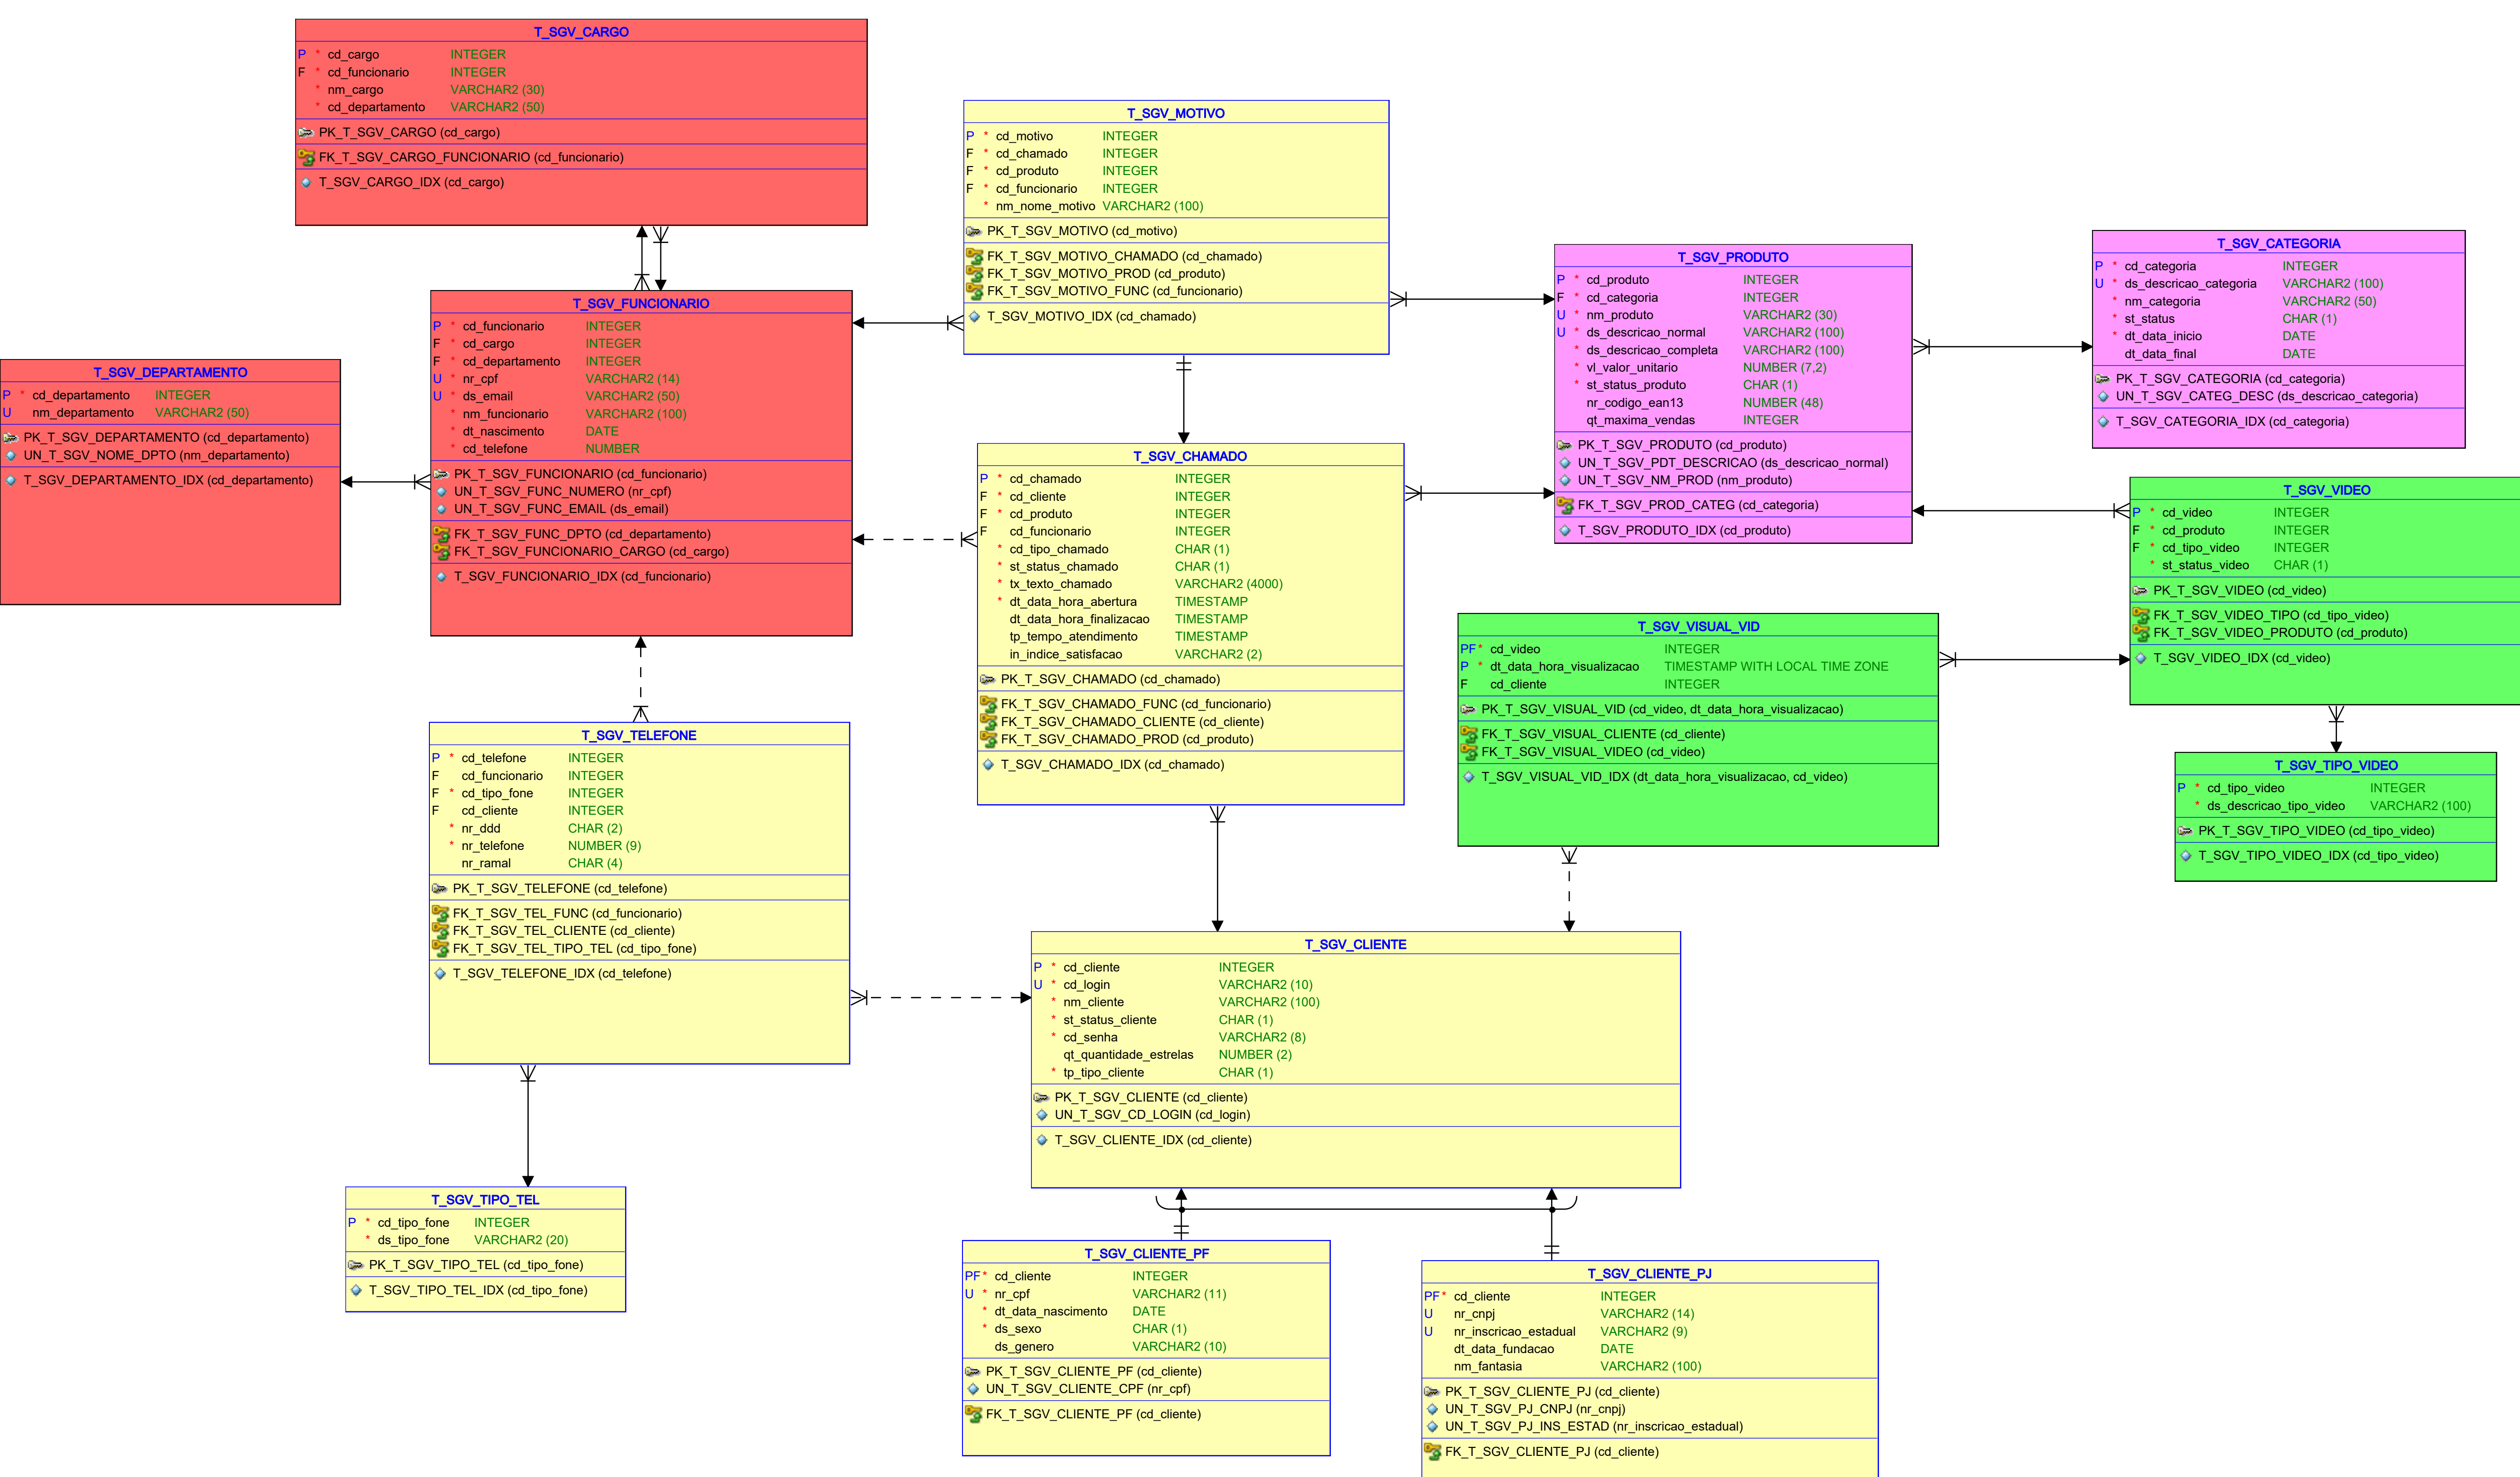 T_SGV_CARGO
P * cd_cargo INTEGER
F * cd_funcionario INTEGER
* nm_cargo VARCHAR2 (30)
* cd_departamento VARCHAR2 (50)
PK_T_SGV_CARGO (cd_cargo)
FK_T_SGV_CARGO_FUNCIONARIO (cd_funcionario)
T_SGV_CARGO_IDX (cd_cargo)
T_SGV_MOTIVO
P * cd_motivo INTEGER
F * cd_chamado INTEGER
F * cd_produto INTEGER
F * cd_funcionario INTEGER
* nm_nome_motivo VARCHAR2 (100)
PK_T_SGV_MOTIVO (cd_motivo)
FK_T_SGV_MOTIVO_CHAMADO (cd_chamado)
FK_T_SGV_MOTIVO_PROD (cd_produto)
FK_T_SGV_MOTIVO_FUNC (cd_funcionario)
T_SGV_MOTIVO_IDX (cd_chamado)
T_SGV_PRODUTO
P * cd_produto INTEGER
F * cd_categoria INTEGER
U * nm_produto VARCHAR2 (30)
U * ds_descricao_normal VARCHAR2 (100)
* ds_descricao_completa VARCHAR2 (100)
* vl_valor_unitario NUMBER (7,2)
* st_status_produto CHAR (1)
nr_codigo_ean13 NUMBER (48)
qt_maxima_vendas INTEGER
PK_T_SGV_PRODUTO (cd_produto)
UN_T_SGV_PDT_DESCRICAO (ds_descricao_normal)
UN_T_SGV_NM_PROD (nm_produto)
FK_T_SGV_PROD_CATEG (cd_categoria)
T_SGV_PRODUTO_IDX (cd_produto)
T_SGV_CATEGORIA
P * cd_categoria INTEGER
U * ds_descricao_categoria VARCHAR2 (100)
* nm_categoria VARCHAR2 (50)
* st_status CHAR (1)
* dt_data_inicio DATE
dt_data_final DATE
PK_T_SGV_CATEGORIA (cd_categoria)
UN_T_SGV_CATEG_DESC (ds_descricao_categoria)
T_SGV_CATEGORIA_IDX (cd_categoria)
T_SGV_FUNCIONARIO
P * cd_funcionario INTEGER
F * cd_cargo INTEGER
F * cd_departamento INTEGER
U * nr_cpf VARCHAR2 (14)
U * ds_email VARCHAR2 (50)
* nm_funcionario VARCHAR2 (100)
* dt_nascimento DATE
* cd_telefone NUMBER
PK_T_SGV_FUNCIONARIO (cd_funcionario)
UN_T_SGV_FUNC_NUMERO (nr_cpf)
UN_T_SGV_FUNC_EMAIL (ds_email)
FK_T_SGV_FUNC_DPTO (cd_departamento)
FK_T_SGV_FUNCIONARIO_CARGO (cd_cargo)
T_SGV_FUNCIONARIO_IDX (cd_funcionario)
T_SGV_DEPARTAMENTO
P * cd_departamento INTEGER
U nm_departamento VARCHAR2 (50)
PK_T_SGV_DEPARTAMENTO (cd_departamento)
UN_T_SGV_NOME_DPTO (nm_departamento)
T_SGV_DEPARTAMENTO_IDX (cd_departamento)
T_SGV_CHAMADO
P * cd_chamado INTEGER
F * cd_cliente INTEGER
F * cd_produto INTEGER
F cd_funcionario INTEGER
* cd_tipo_chamado CHAR (1)
* st_status_chamado CHAR (1)
* tx_texto_chamado VARCHAR2 (4000)
* dt_data_hora_abertura TIMESTAMP
dt_data_hora_finalizacao TIMESTAMP
tp_tempo_atendimento TIMESTAMP
in_indice_satisfacao VARCHAR2 (2)
PK_T_SGV_CHAMADO (cd_chamado)
FK_T_SGV_CHAMADO_FUNC (cd_funcionario)
FK_T_SGV_CHAMADO_CLIENTE (cd_cliente)
FK_T_SGV_CHAMADO_PROD (cd_produto)
T_SGV_CHAMADO_IDX (cd_chamado)
T_SGV_VIDEO
P * cd_video INTEGER
F * cd_produto INTEGER
F * cd_tipo_video INTEGER
* st_status_video CHAR (1)
PK_T_SGV_VIDEO (cd_video)
FK_T_SGV_VIDEO_TIPO (cd_tipo_video)
FK_T_SGV_VIDEO_PRODUTO (cd_produto)
T_SGV_VIDEO_IDX (cd_video)
T_SGV_VISUAL_VID
PF * cd_video INTEGER
P * dt_data_hora_visualizacao TIMESTAMP WITH LOCAL TIME ZONE
F cd_cliente INTEGER
PK_T_SGV_VISUAL_VID (cd_video, dt_data_hora_visualizacao)
FK_T_SGV_VISUAL_CLIENTE (cd_cliente)
FK_T_SGV_VISUAL_VIDEO (cd_video)
T_SGV_VISUAL_VID_IDX (dt_data_hora_visualizacao, cd_video)
T_SGV_TIPO_VIDEO
P * cd_tipo_video INTEGER
* ds_descricao_tipo_video VARCHAR2 (100)
PK_T_SGV_TIPO_VIDEO (cd_tipo_video)
T_SGV_TIPO_VIDEO_IDX (cd_tipo_video)
T_SGV_TELEFONE
P * cd_telefone INTEGER
F cd_funcionario INTEGER
F * cd_tipo_fone INTEGER
F cd_cliente INTEGER
* nr_ddd CHAR (2)
* nr_telefone NUMBER (9)
nr_ramal CHAR (4)
PK_T_SGV_TELEFONE (cd_telefone)
FK_T_SGV_TEL_FUNC (cd_funcionario)
FK_T_SGV_TEL_CLIENTE (cd_cliente)
FK_T_SGV_TEL_TIPO_TEL (cd_tipo_fone)
T_SGV_TELEFONE_IDX (cd_telefone)
T_SGV_CLIENTE
P * cd_cliente INTEGER
U * cd_login VARCHAR2 (10)
* nm_cliente VARCHAR2 (100)
* st_status_cliente CHAR (1)
* cd_senha VARCHAR2 (8)
qt_quantidade_estrelas NUMBER (2)
* tp_tipo_cliente CHAR (1)
PK_T_SGV_CLIENTE (cd_cliente)
UN_T_SGV_CD_LOGIN (cd_login)
T_SGV_CLIENTE_IDX (cd_cliente)
T_SGV_TIPO_TEL
P * cd_tipo_fone INTEGER
* ds_tipo_fone VARCHAR2 (20)
PK_T_SGV_TIPO_TEL (cd_tipo_fone)
T_SGV_TIPO_TEL_IDX (cd_tipo_fone)
T_SGV_CLIENTE_PF
PF * cd_cliente INTEGER
U * nr_cpf VARCHAR2 (11)
* dt_data_nascimento DATE
* ds_sexo CHAR (1)
ds_genero VARCHAR2 (10)
PK_T_SGV_CLIENTE_PF (cd_cliente)
UN_T_SGV_CLIENTE_CPF (nr_cpf)
FK_T_SGV_CLIENTE_PF (cd_cliente)
T_SGV_CLIENTE_PJ
PF * cd_cliente INTEGER
U nr_cnpj VARCHAR2 (14)
U nr_inscricao_estadual VARCHAR2 (9)
dt_data_fundacao DATE
nm_fantasia VARCHAR2 (100)
PK_T_SGV_CLIENTE_PJ (cd_cliente)
UN_T_SGV_PJ_CNPJ (nr_cnpj)
UN_T_SGV_PJ_INS_ESTAD (nr_inscricao_estadual)
FK_T_SGV_CLIENTE_PJ (cd_cliente)